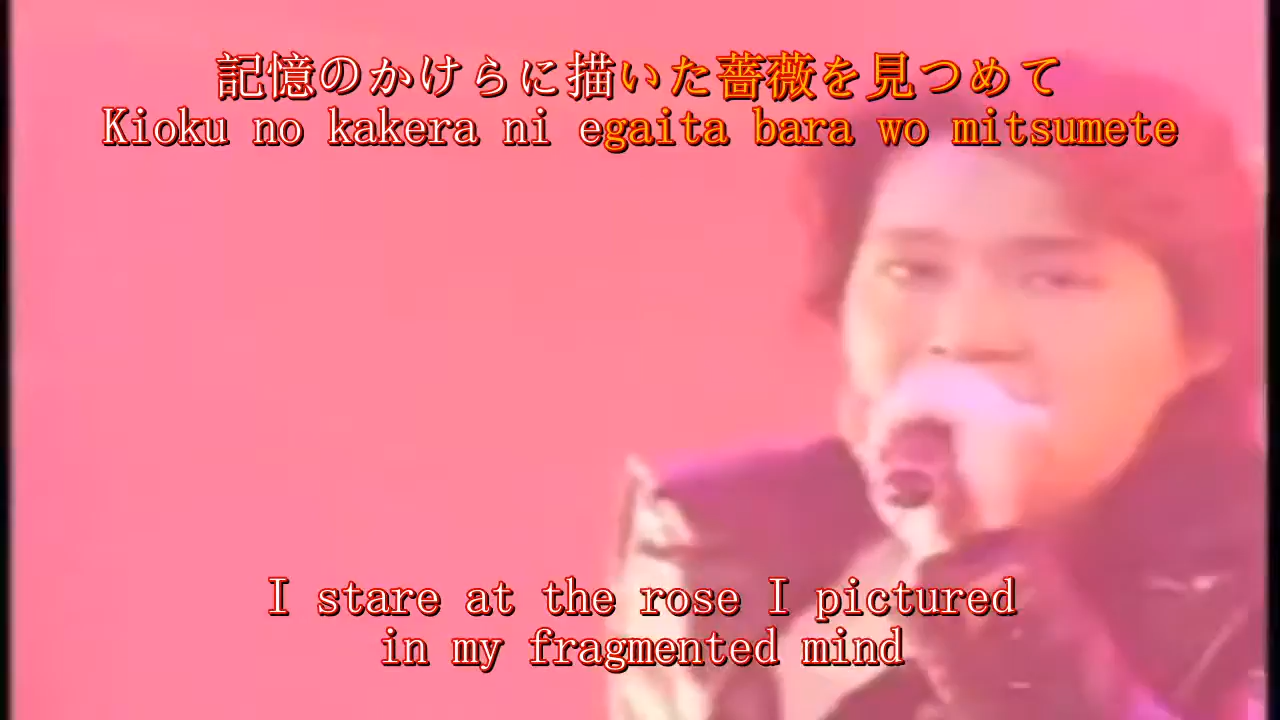 記憶のかけらに描いた薔薇を見つめて
Kioku no kakera ni egaita bara wo mitsumete
I stare at the rose I pictured
in my fragmented mind